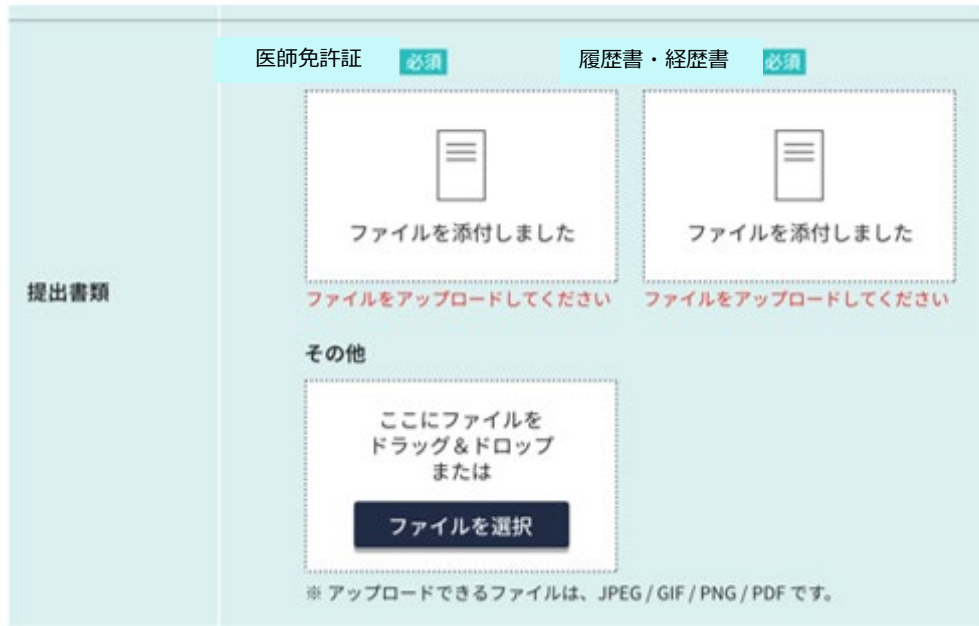 医師免許証 必須 履歴書・経歴書 必須
ファイルを添付しました ファイルを添付しました
提出書類
ファイルをアップロードしてください ファイルをアップロードしてください
その他
ここにファイルを
ドラッグ＆ドロップ
または
ファイルを選択
※ アップロードできるファイルは、JPEG / GIF / PNG / PDF です。